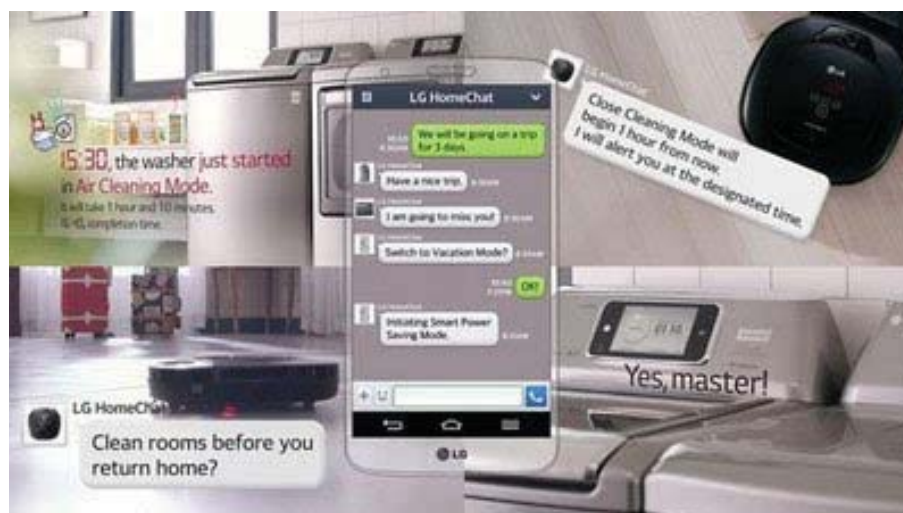 15:30, the washer just started
in Air Cleaning Mode.
It will take 1 hour and 10 minutes.
completion time.
LG HomeChat
We will be going on a trip
for 3 days.
Have a nice trip.
I am going to miss you!
Switch to Vacation Mode?
OK!
Initiating Smart Power
Saving Mode.
LG
LG HomeChat
Close Cleaning Mode will
begin 1 hour from now.
I will alert you at the designated time.
LG
LG HomeChat
Clean rooms before you
return home?
Yes, master!